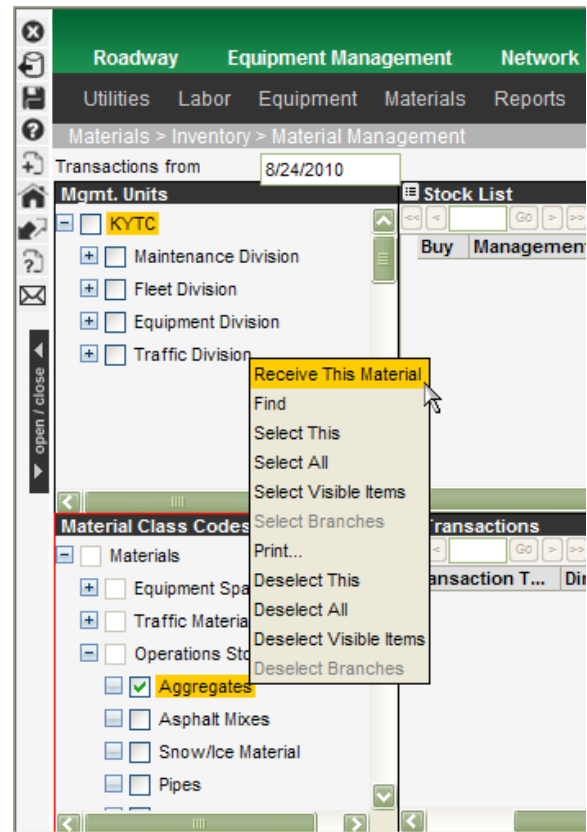 Roadway Equipment Management Network
Utilities Labor Equipment Materials Reports
Materials > Inventory > Material Management
Transactions from 8/24/2010
Mgmt. Units
KYTC
Maintenance Division
Fleet Division
Equipment Division
Traffic Division
Stock List
<< < Go > >>
Buy Management
open / close
Receive This Material
Find
Select This
Select All
Select Visible Items
Select Branches
Print...
Deselect This
Deselect All
Deselect Visible Items
Deselect Branches
Material Class Codes
Materials
Equipment Spa
Traffic Materia
Operations Sto
Aggregates
Asphalt Mixes
Snow/Ice Material
Pipes
Transactions
< Go > >>
ansaction T... Dir